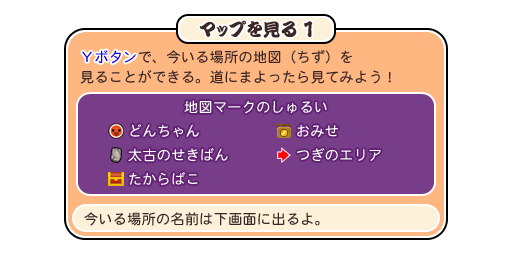 マップを見る1
Yボタンで、今いる場所の地図（ちず）を
見ることができる。道にまよったら見てみよう！
地図マークのしゅるい
どんちゃん
おみせ
太古のせきばん
つぎのエリア
たからばこ
今いる場所の名前は下画面に出るよ。